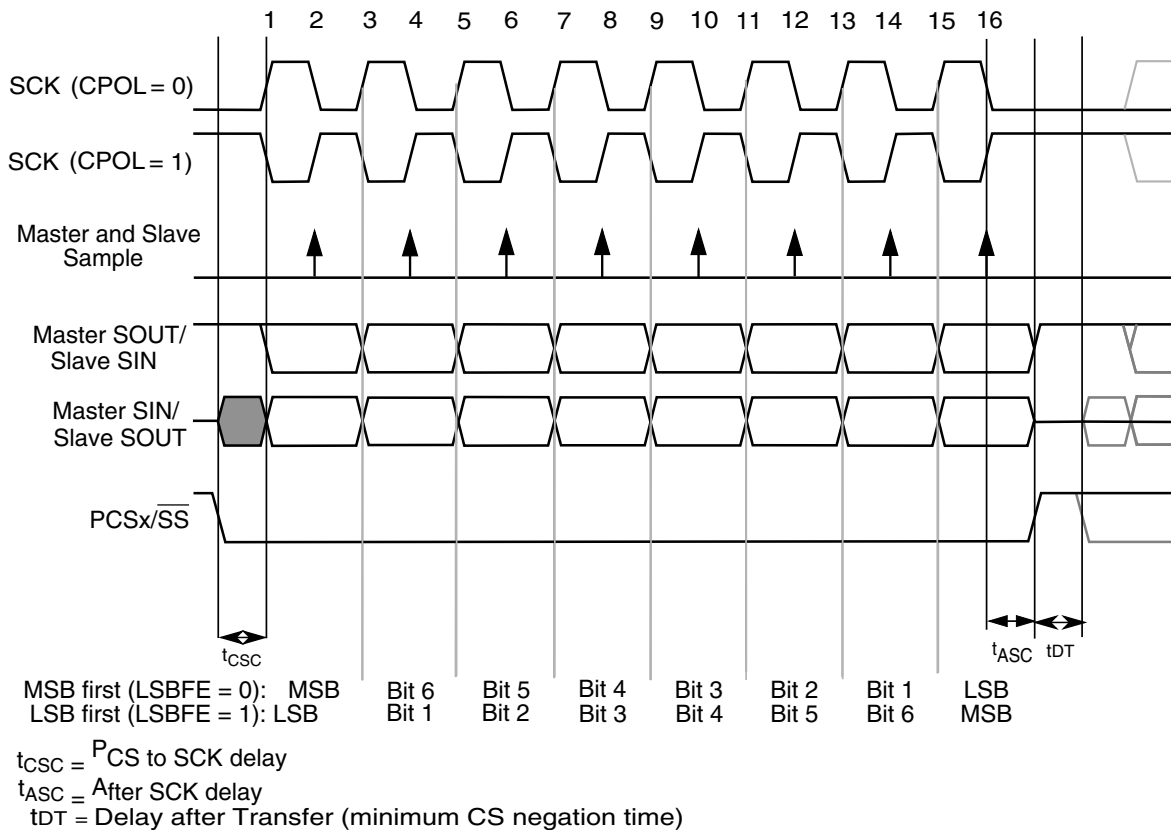 1 2 3 4 5 6 7 8 9 10 11 12 13 14 15 16
SCK (CPOL = 0)
SCK (CPOL = 1)
Master and Slave
Sample
Master SOUT/
Slave SIN
Master SIN/
Slave SOUT
PCSx/SS
tCSC
tASC tDT
MSB first (LSBFE = 0): MSB Bit 6 Bit 5 Bit 4 Bit 3 Bit 2 Bit 1 LSB
LSB first (LSBFE = 1): LSB Bit 1 Bit 2 Bit 3 Bit 4 Bit 5 Bit 6 MSB
tCSC = PCS to SCK delay
tASC = After SCK delay
tDT = Delay after Transfer (minimum CS negation time)